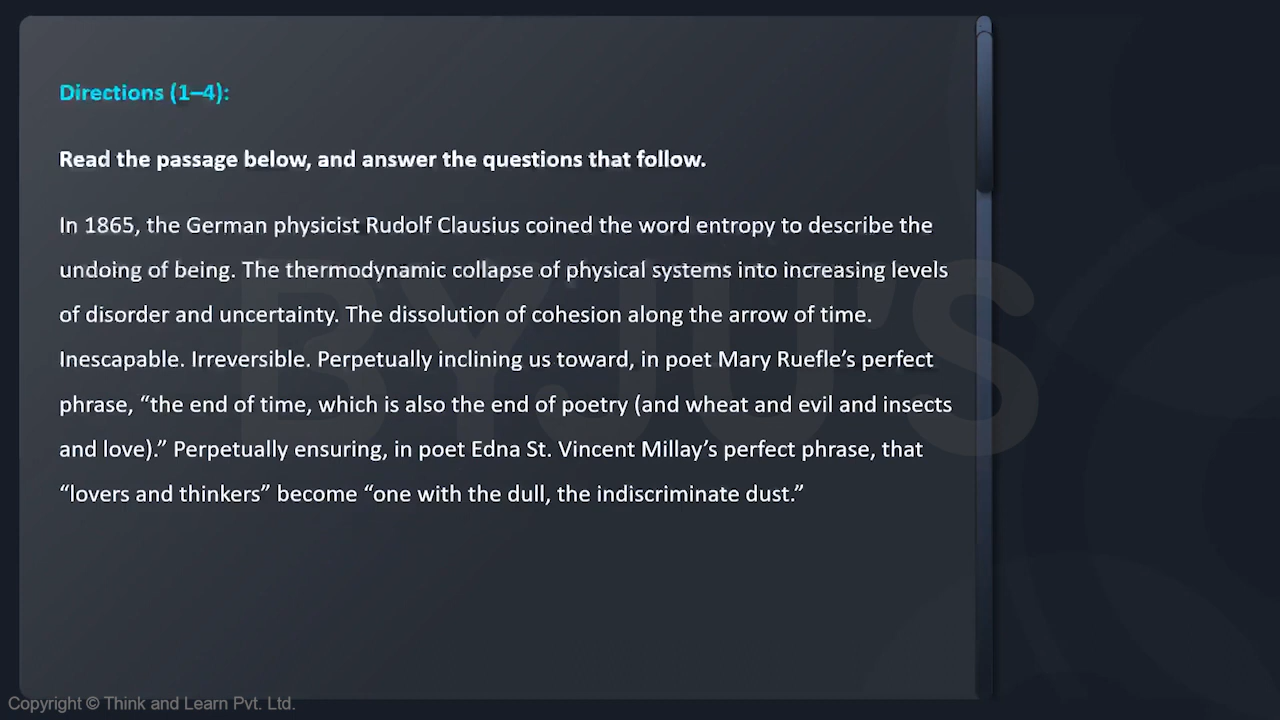 Directions (1–4):
Read the passage below, and answer the questions that follow.
In 1865, the German physicist Rudolf Clausius coined the word entropy to describe the
undoing of being. The thermodynamic collapse of physical systems into increasing levels
of disorder and uncertainty. The dissolution of cohesion along the arrow of time.
Inescapable. Irreversible. Perpetually inclining us toward, in poet Mary Ruefle’s perfect
phrase, “the end of time, which is also the end of poetry (and wheat and evil and insects
and love).” Perpetually ensuring, in poet Edna St. Vincent Millay’s perfect phrase, that
“lovers and thinkers” become “one with the dull, the indiscriminate dust.”
BYJU'S
Copyright © Think and Learn Pvt. Ltd.